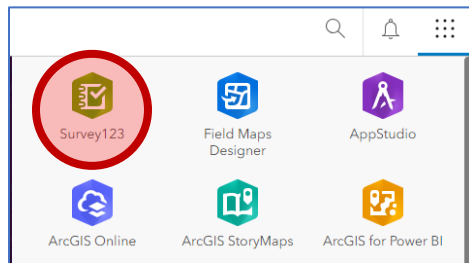 Survey123
Field Maps
Designer
AppStudio
ArcGIS Online
ArcGIS StoryMaps
ArcGIS for Power BI